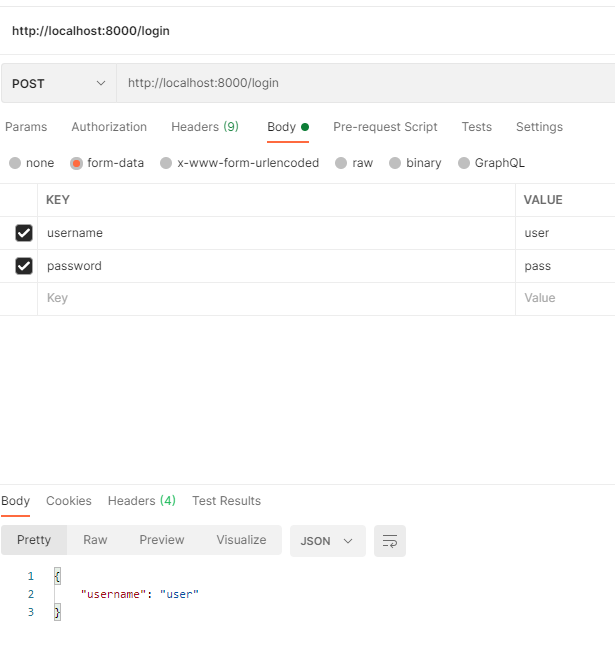 http://localhost:8000/login
POST http://localhost:8000/login
Params Authorization Headers (9) Body Pre-request Script Tests Settings
none form-data x-www-form-urlencoded raw binary GraphQL
KEY VALUE
username user
password pass
Key Value
Body Cookies Headers (4) Test Results
Pretty Raw Preview Visualize JSON
1 {
2 "username": "user"
3 }